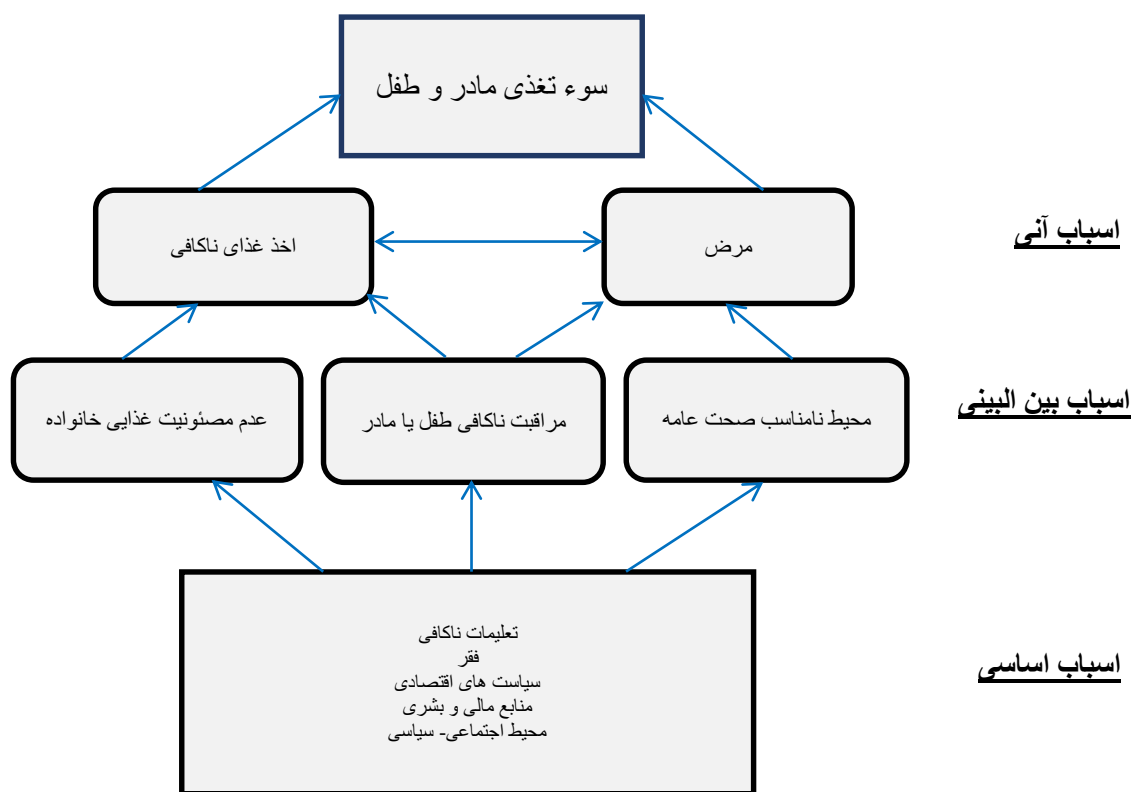 سوء تغذی مادر و طفل
اسباب آنی
مرض
اخذ غذای ناکافی
اسباب بین البینی
محیط نامناسب صحت عامه
مراقبت ناکافی طفل یا مادر
عدم مصئونیت غذایی خانواده
اسباب اساسی
تعلیمات ناکافی
فقر
سیاست های اقتصادی
منابع مالی و بشری
محیط اجتماعی- سیاسی